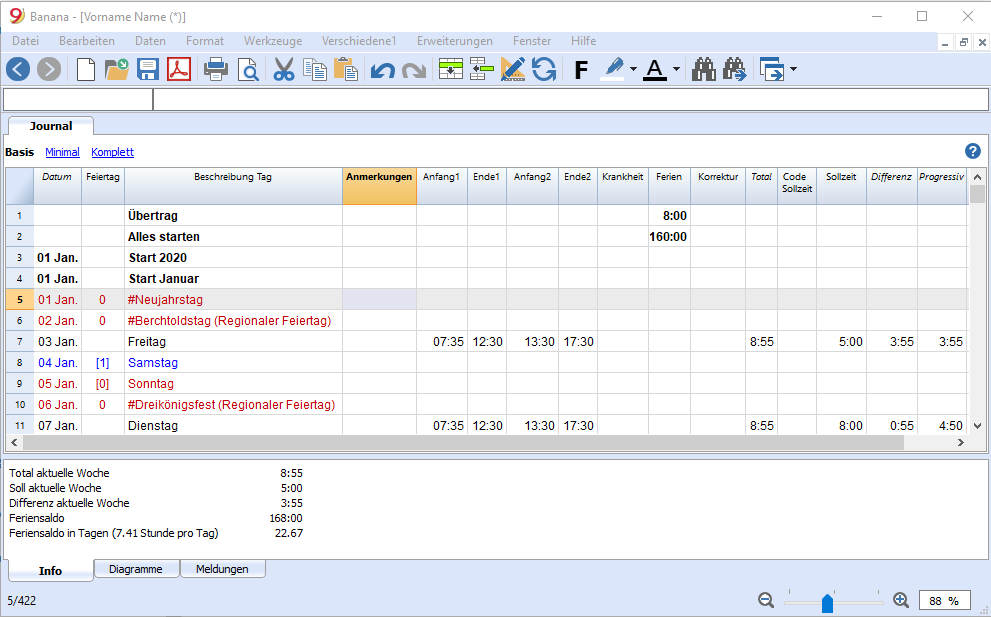 Banana - [Vorname Name (*)]
Datei Bearbeiten Daten Format Werkzeuge Verschiedene1 Erweiterungen Fenster Hilfe
F A
Journal
Basis Minimal Komplett ?
Datum Feiertag Beschreibung Tag Anmerkungen Anfang1 Ende1 Anfang2 Ende2 Krankheit Ferien Korrektur Total Code Sollzeit Sollzeit Differenz Progressiv
1 Übertrag 8:00
2 Alles starten 160:00
3 01 Jan. Start 2020
4 01 Jan. Start Januar
5 01 Jan. 0 #Neujahrstag
6 02 Jan. 0 #Berchtoldstag (Regionaler Feiertag)
7 03 Jan. Freitag 07:35 12:30 13:30 17:30 8:55 5:00 3:55 3:55
8 04 Jan. [1] Samstag
9 05 Jan. [0] Sonntag
10 06 Jan. 0 #Dreikönigsfest (Regionaler Feiertag)
11 07 Jan. Dienstag 07:35 12:30 13:30 17:30 8:55 8:00 0:55 4:50
Total aktuelle Woche 8:55
Soll aktuelle Woche 5:00
Differenz aktuelle Woche 3:55
Feriensaldo 168:00
Feriensaldo in Tagen (7.41 Stunde pro Tag) 22.67
Info Diagramme Meldungen
5/422 88 %